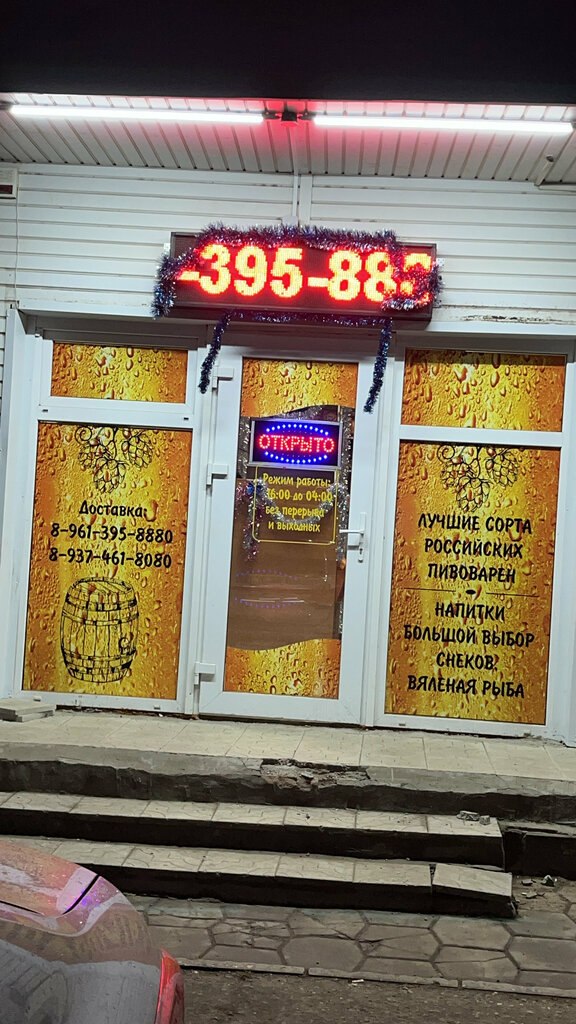 -395-888
ОТКРЫТО
Режим работы:
16:00 до 04:00
без перерыва
и выходных
Доставка:
8-961-395-8880
8-937-461-8080
ЛУЧШИЕ СОРТА
РОССИЙСКИХ
ПИВОВАРЕН
НАПИТКИ
БОЛЬШОЙ ВЫБОР
СНЕКОВ,
ВЯЛЕНАЯ РЫБА